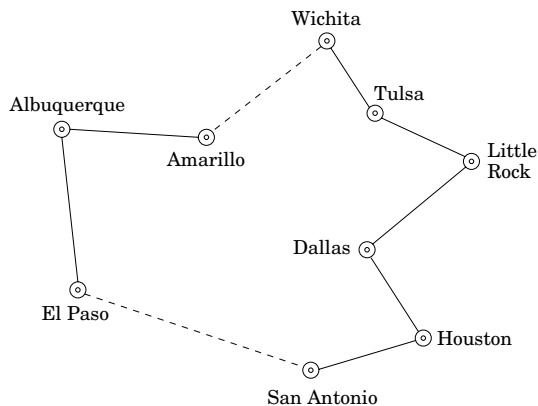 Wichita
Albuquerque
Tulsa
Amarillo
Little
Rock
Dallas
El Paso
Houston
San Antonio